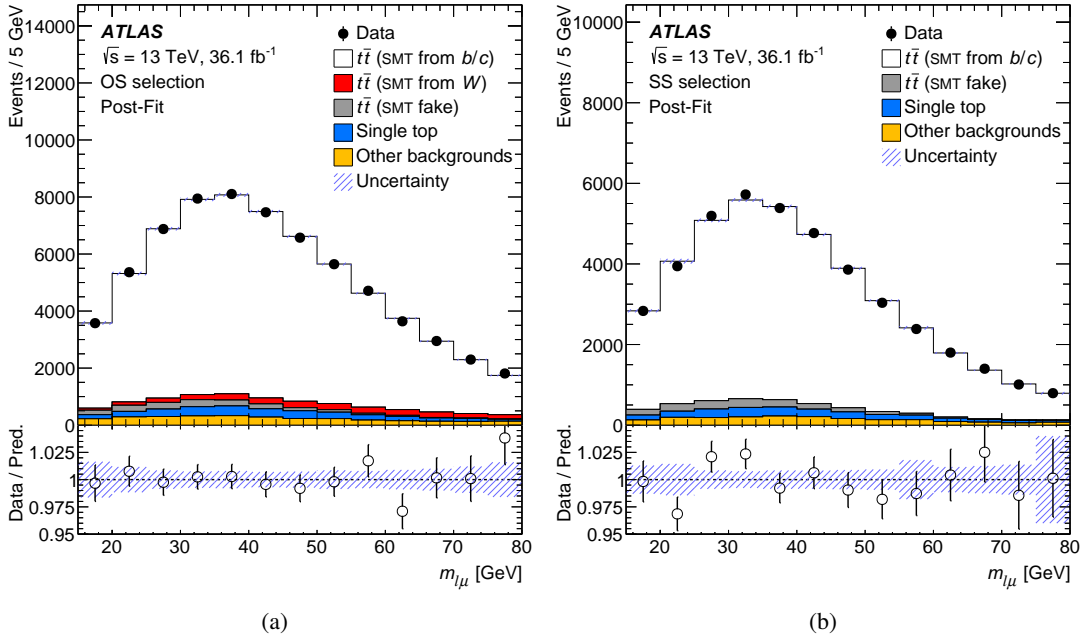 Events / 5 GeV
14000
12000
10000
8000
6000
4000
2000
0
ATLAS
√s = 13 TeV, 36.1 fb⁻¹
OS selection
Post-Fit
Data
tt̄ (SMT from b/c)
tt̄ (SMT from W)
tt̄ (SMT fake)
Single top
Other backgrounds
Uncertainty
Data / Pred.
1.025
1
0.975
0.95
20 30 40 50 60 70 80
m_lμ [GeV]
(a)
Events / 5 GeV
10000
8000
6000
4000
2000
0
ATLAS
√s = 13 TeV, 36.1 fb⁻¹
SS selection
Post-Fit
Data
tt̄ (SMT from b/c)
tt̄ (SMT fake)
Single top
Other backgrounds
Uncertainty
Data / Pred.
1.025
1
0.975
0.95
20 30 40 50 60 70 80
m_lμ [GeV]
(b)